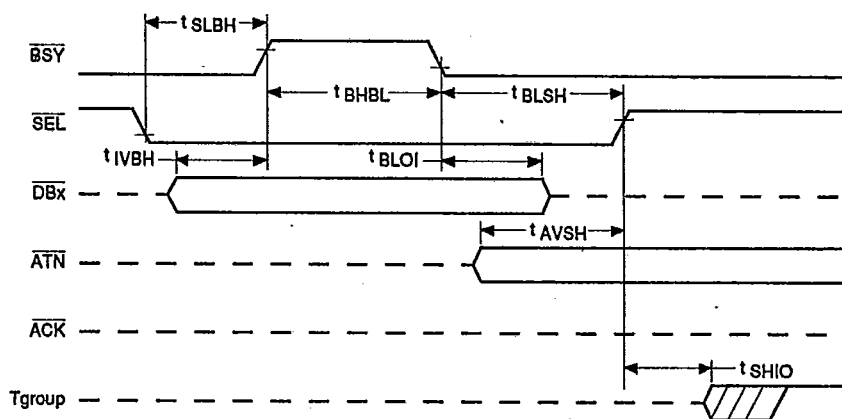 t SLBH
BSY
t BHBL
t BLSH
SEL
t IVBH
t BLOI
DBx
t AVSH
ATN
ACK
t SHIO
Tgroup